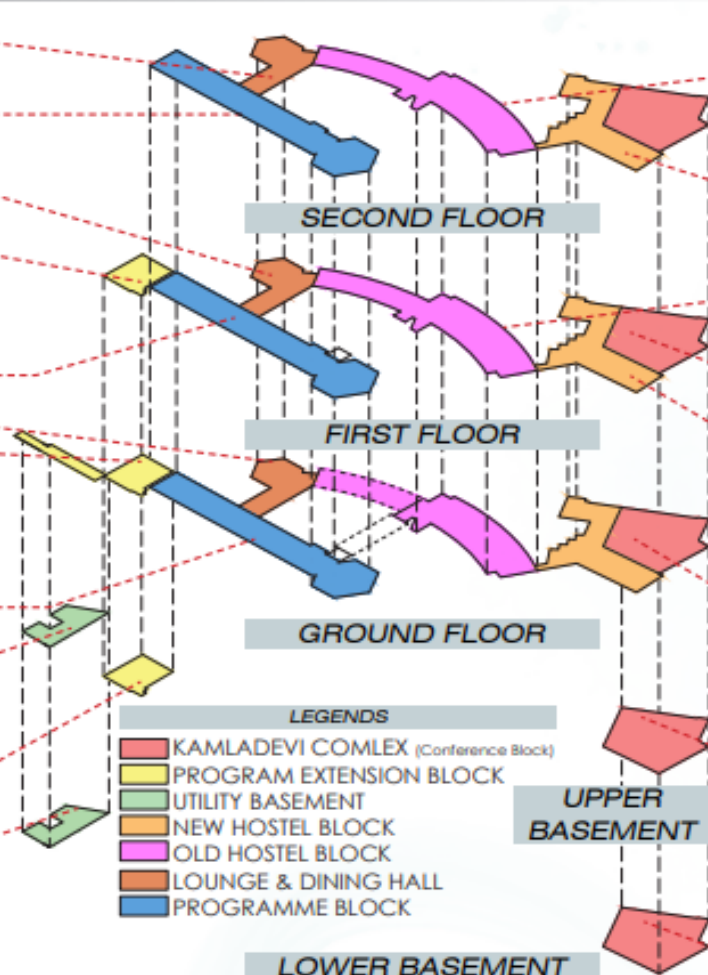 SECOND FLOOR
FIRST FLOOR
GROUND FLOOR
LEGENDS
KAMLADEVI COMLEX (Conference Block)
PROGRAM EXTENSION BLOCK
UTILITY BASEMENT
NEW HOSTEL BLOCK
OLD HOSTEL BLOCK
LOUNGE & DINING HALL
PROGRAMME BLOCK
UPPER
BASEMENT
LOWER BASEMENT